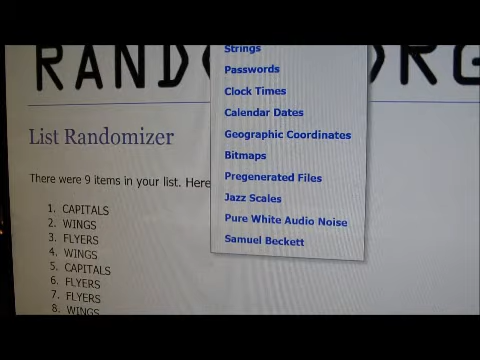 RAND RG
Strings
Passwords
Clock Times
Calendar Dates
Geographic Coordinates
Bitmaps
Pregenerated Files
Jazz Scales
Pure White Audio Noise
Samuel Beckett
List Randomizer
There were 9 items in your list. Here
1. CAPITALS
2. WINGS
3. FLYERS
4. WINGS
5. CAPITALS
6. FLYERS
7. FLYERS
8. WINGS